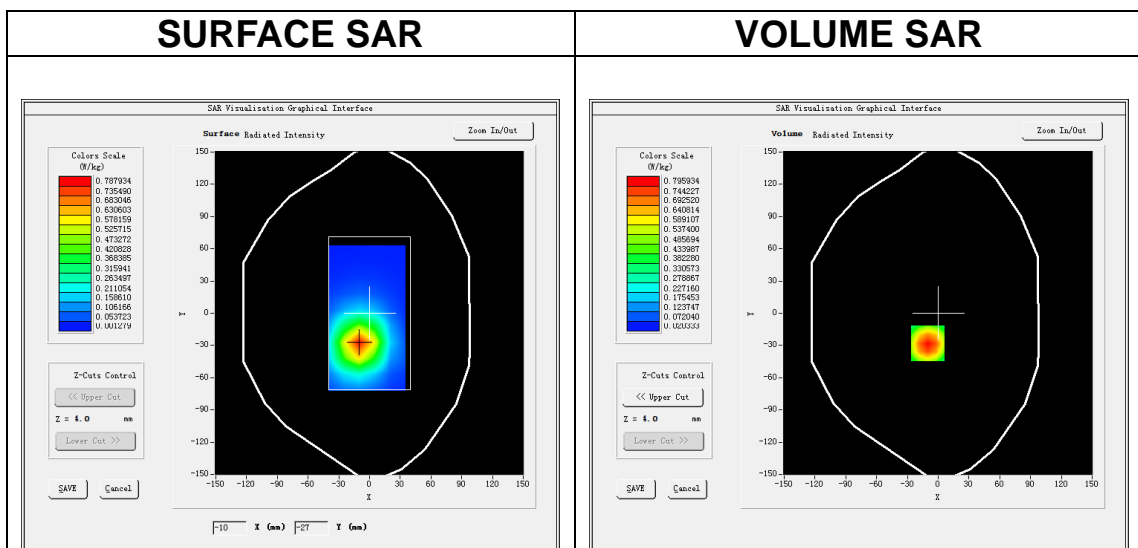 SURFACE SAR
VOLUME SAR
SAR Visualisation Graphical Interface
Surface Radiated Intensity
Zoom In/Out
Colors Scale
(W/kg)
0.787934
0.735490
0.683046
0.630603
0.578159
0.525715
0.473272
0.420828
0.368385
0.315941
0.263497
0.211054
0.158610
0.106166
0.053723
0.001279
150
120
90
60
30
0
-30
-60
-90
-120
-150
Y
-150 -120 -90 -60 -30 0 30 60 90 120 150
X
Z-Cuts Control
<< Upper Cut
Z = 4.0 mm
Lower Cut >>
SAVE Cancel
-10 X (mm) -27 Y (mm)
SAR Visualisation Graphical Interface
Volume Radiated Intensity
Zoom In/Out
Colors Scale
(W/kg)
0.795934
0.744227
0.692520
0.640814
0.589107
0.537400
0.485694
0.433987
0.382280
0.330573
0.278867
0.227160
0.175453
0.123747
0.072040
0.020333
150
120
90
60
30
0
-30
-60
-90
-120
-150
Y
-150 -120 -90 -60 -30 0 30 60 90 120 150
X
Z-Cuts Control
<< Upper Cut
Z = 4.0 mm
Lower Cut >>
SAVE Cancel